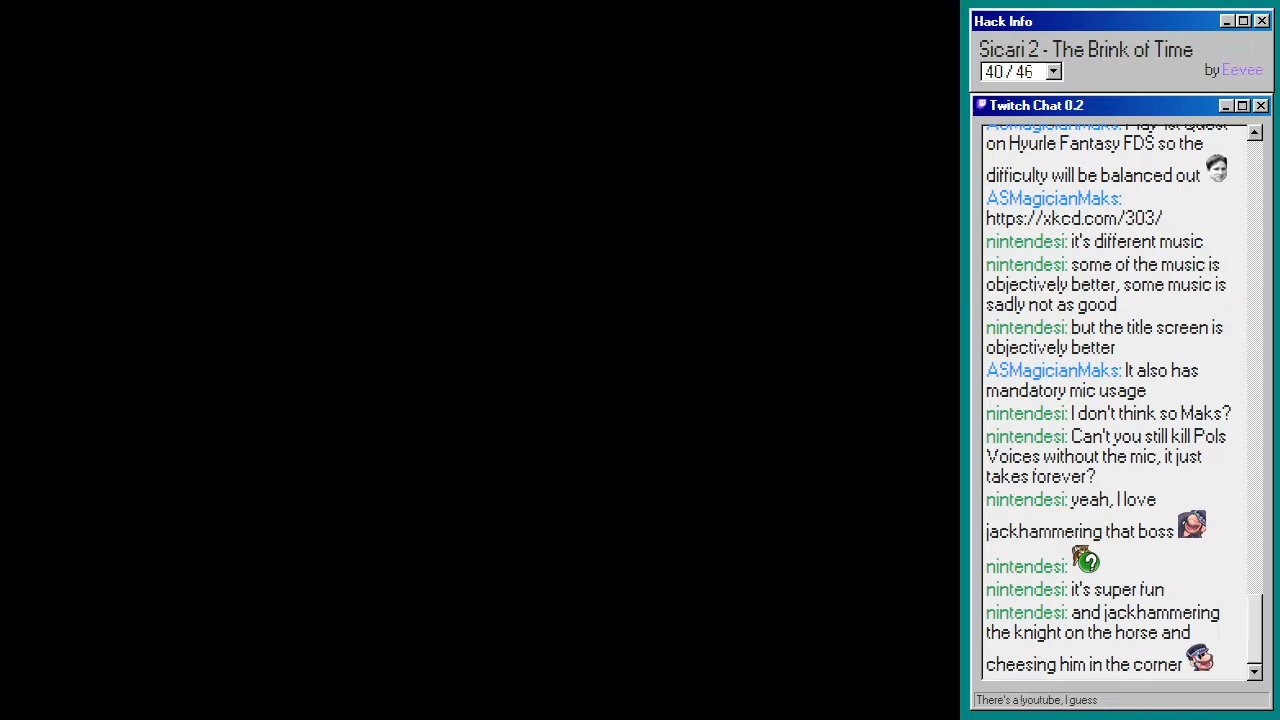 Hack Info
Sicari 2 - The Brink of Time
40 / 46
by Eevee
Twitch Chat 0.2
on Hyurle Fantasy FDS so the
difficulty will be balanced out
ASMagicianMaks:
https://xkcd.com/303/
nintendesi: it's different music
nintendesi: some of the music is
objectively better, some music is
sadly not as good
nintendesi: but the title screen is
objectively better
ASMagicianMaks: It also has
mandatory mic usage
nintendesi: I don't think so Maks?
nintendesi: Can't you still kill Pols
Voices without the mic, it just
takes forever?
nintendesi: yeah, I love
jackhammering that boss
nintendesi:
nintendesi: it's super fun
nintendesi: and jackhammering
the knight on the horse and
cheesing him in the corner
There's a !youtube, I guess